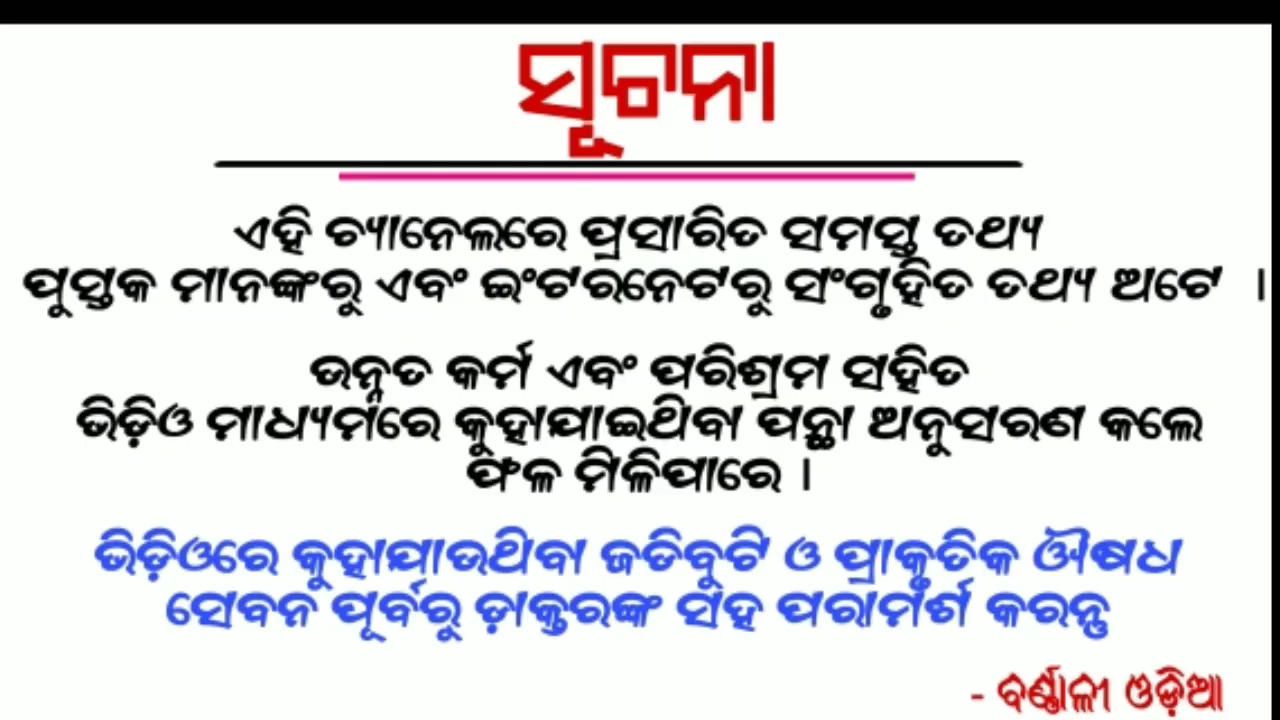 ସୂଚନା
ଏହି ଚ୍ୟାନେଲରେ ପ୍ରସାରିତ ସମସ୍ତ ତଥ୍ୟ
ପୁସ୍ତକ ମାନଙ୍କରୁ ଏବଂ ଇଂଟରନେଟରୁ ସଂଗୃହିତ ତଥ୍ୟ ଅଟେ ।
ଉନ୍ନତ କର୍ମ ଏବଂ ପରିଶ୍ରମ ସହିତ
ଭିଡ଼ିଓ ମାଧ୍ୟମରେ କୁହାଯାଇଥିବା ପନ୍ଥା ଅନୁସରଣ କଲେ
ଫଳ ମିଳିପାରେ ।
ଭିଡ଼ିଓରେ କୁହାଯାଉଥିବା ଜଡିବୁଟି ଓ ପ୍ରାକୃତିକ ଔଷଧ
ସେବନ ପୂର୍ବରୁ ଡ଼ାକ୍ତରଙ୍କ ସହ ପରାମର୍ଶ କରନ୍ତୁ
- ବର୍ଣ୍ଣାଳୀ ଓଡ଼ିଆ